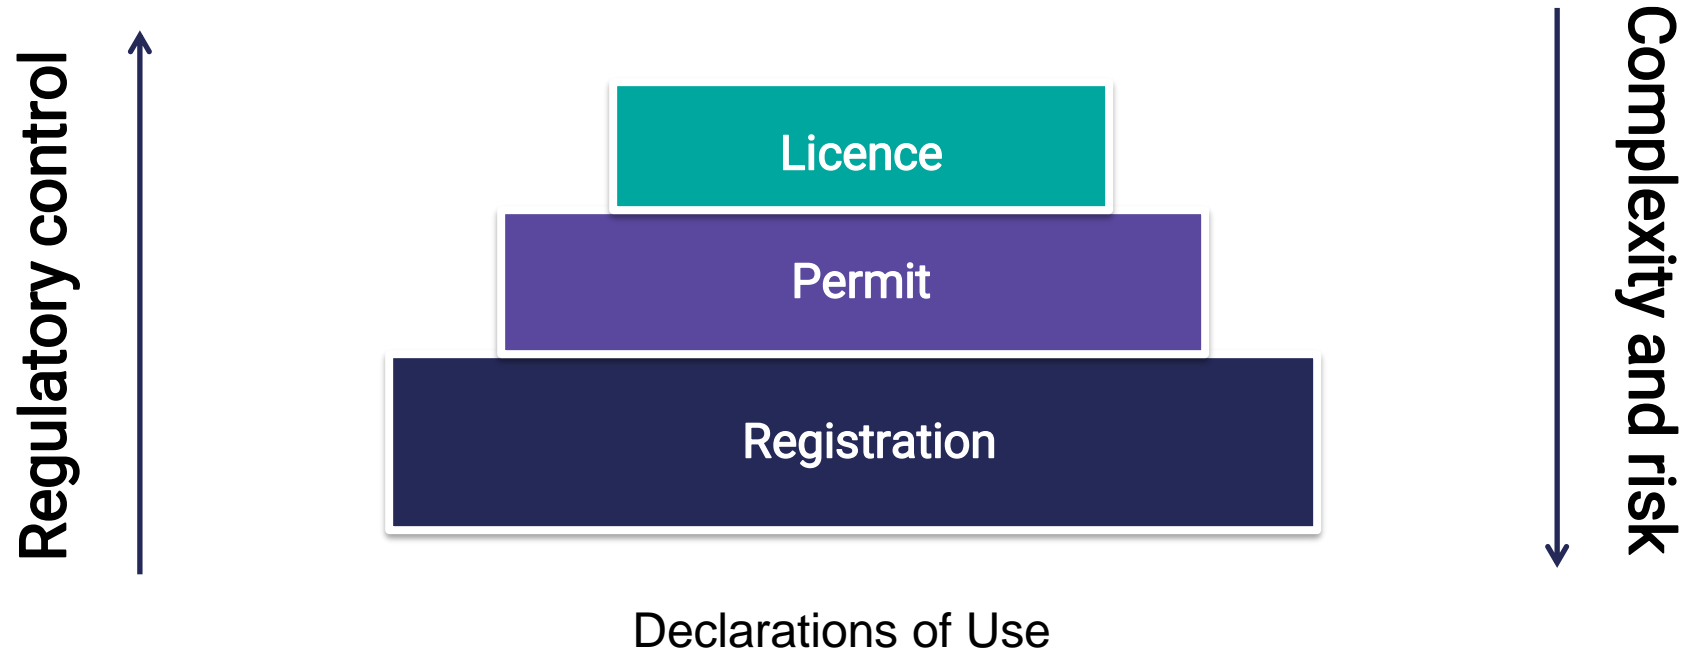 Regulatory control
Licence
Permit
Registration
Declarations of Use
Complexity and risk